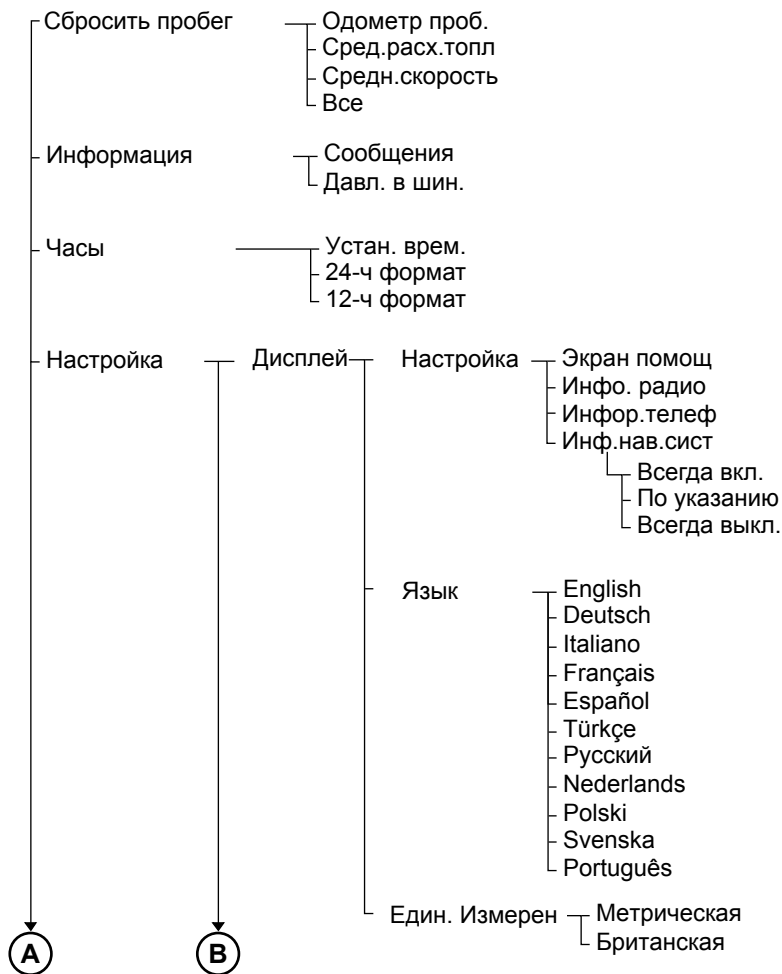 Сбросить пробег
Одометр проб.
Сред.расх.топл
Средн.скорость
Все
Информация
Сообщения
Давл. в шин.
Часы
Устан. врем.
24-ч формат
12-ч формат
Настройка
Дисплей
Настройка
Экран помощ
Инфо. радио
Инфор.телеф
Инф.нав.сист
Всегда вкл.
По указанию
Всегда выкл.
Язык
English
Deutsch
Italiano
Français
Español
Türkçe
Русский
Nederlands
Polski
Svenska
Português
Един. Измерен
Метрическая
Британская
A
B